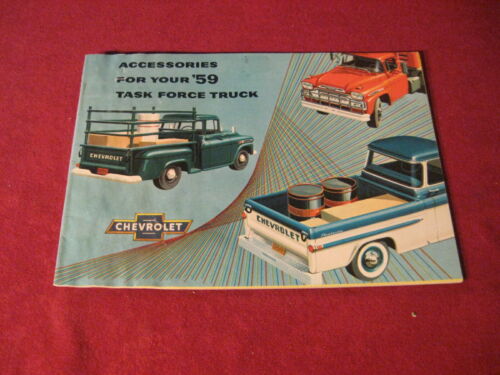 ACCESSORIES
FOR YOUR '59
TASK FORCE TRUCK
CHEVROLET
CHEVROLET
CHEVROLET